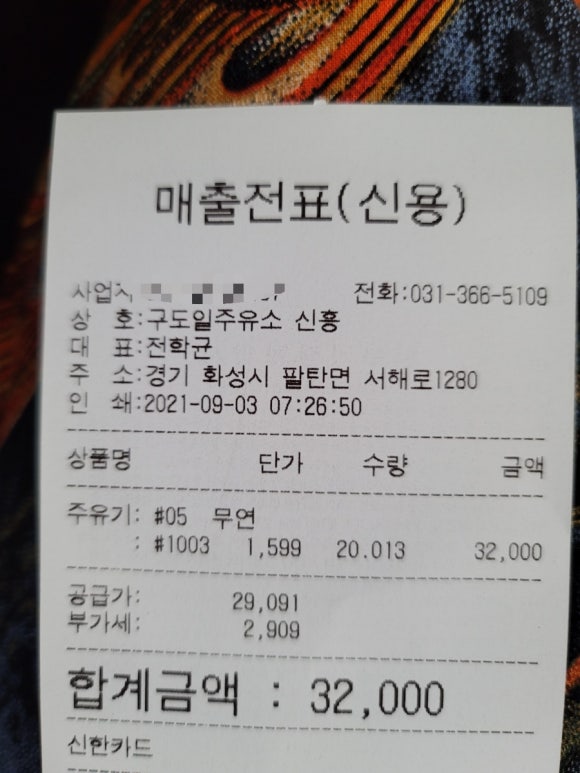 매출전표(신용)
사업자 전화:031-366-5109
상 호:구도일주유소 신흥
대 표:전학균
주 소:경기 화성시 팔탄면 서해로1280
인 쇄:2021-09-03 07:26:50
상품명 단가 수량 금액
주유기: #05 무연
: #1003 1,599 20.013 32,000
공급가: 29,091
부가세: 2,909
합계금액 : 32,000
신한카드